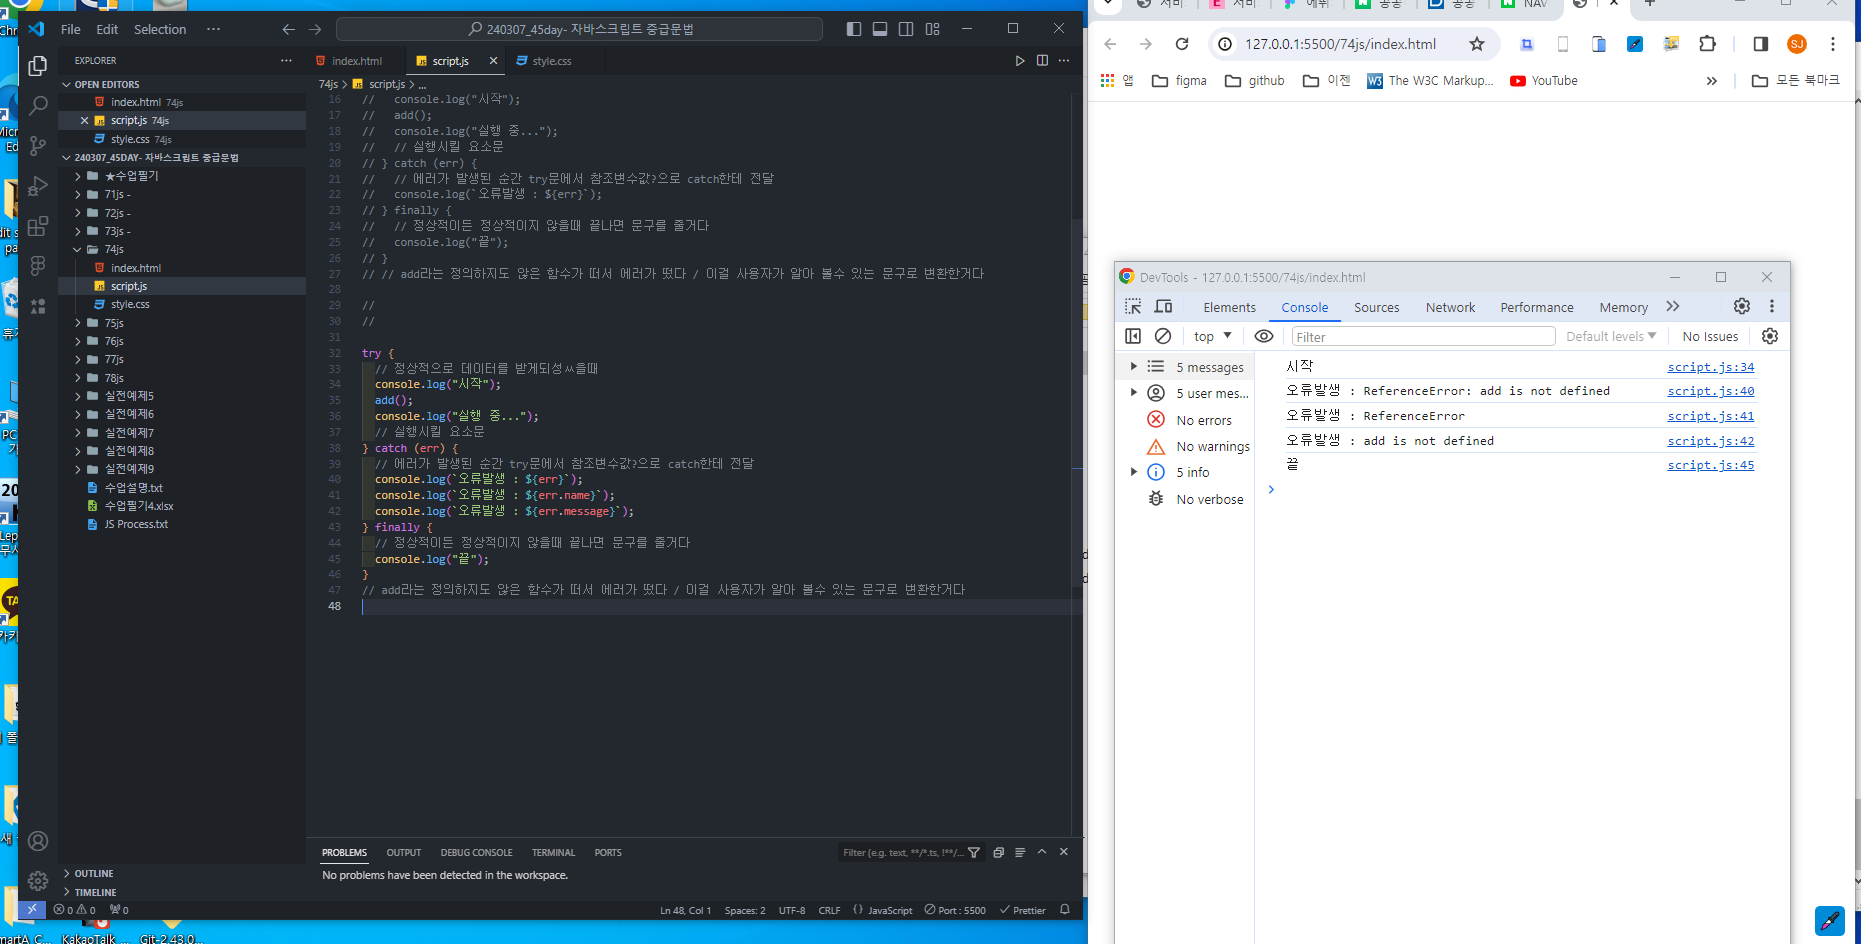 File Edit Selection ···
240307_45day- 자바스크립트 중급문법
EXPLORER
OPEN EDITORS
index.html 74js
script.js 74js
style.css 74js
240307_45DAY- 자바스크립트 중급문법
★수업필기
71js -
72js -
73js -
74js
index.html
script.js
style.css
75js
76js
77js
78js
실전예제5
실전예제6
실전예제7
실전예제8
실전예제9
수업설명.txt
수업필기4.xlsx
JS Process.txt
OUTLINE
TIMELINE
index.html script.js style.css
74js > script.js > ...
16 //   console.log("시작");
17 //   add();
18 //   console.log("실행 중...");
19 //   // 실행시킬 요소문
20 // } catch (err) {
21 //   // 에러가 발생된 순간 try문에서 참조변수값?으로 catch한테 전달
22 //   console.log(`오류발생 : ${err}`);
23 // } finally {
24 //   // 정상적이든 정상적이지 않을때 끝나면 문구를 줄거다
25 //   console.log("끝");
26 // }
27 // // add라는 정의하지도 않은 함수가 떠서 에러가 떴다 / 이걸 사용자가 알아 볼수 있는 문구로 변환한거다
28
29 //
30 //
31
32 try {
33   // 정상적으로 데이터를 받게되성ㅆ을때
34   console.log("시작");
35   add();
36   console.log("실행 중...");
37   // 실행시킬 요소문
38 } catch (err) {
39   // 에러가 발생된 순간 try문에서 참조변수값?으로 catch한테 전달
40   console.log(`오류발생 : ${err}`);
41   console.log(`오류발생 : ${err.name}`);
42   console.log(`오류발생 : ${err.message}`);
43 } finally {
44   // 정상적이든 정상적이지 않을때 끝나면 문구를 줄거다
45   console.log("끝");
46 }
47 // add라는 정의하지도 않은 함수가 떠서 에러가 떴다 / 이걸 사용자가 알아 볼수 있는 문구로 변환한거다
48
PROBLEMS OUTPUT DEBUG CONSOLE TERMINAL PORTS
Filter (e.g. text, **/*.ts, !**/...
No problems have been detected in the workspace.
0 0 0
Ln 48, Col 1 Spaces: 2 UTF-8 CRLF {} JavaScript Port : 5500 Prettier
KakaoTalk Git-2.43.0...
127.0.0.1:5500/74js/index.html
SJ
앱 figma github 이젠 The W3C Markup... YouTube » 모든 북마크
DevTools - 127.0.0.1:5500/74js/index.html
Elements Console Sources Network Performance Memory »
top Filter Default levels No Issues
5 messages
5 user mes...
No errors
No warnings
5 info
No verbose
시작 script.js:34
오류발생 : ReferenceError: add is not defined script.js:40
오류발생 : ReferenceError script.js:41
오류발생 : add is not defined script.js:42
끝 script.js:45